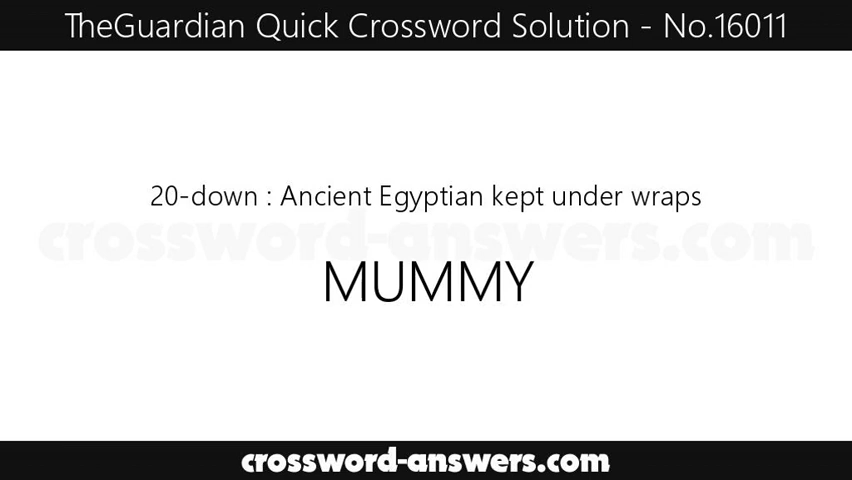 TheGuardian Quick Crossword Solution - No.16011
20-down : Ancient Egyptian kept under wraps
crossword-answers.com
MUMMY
crossword-answers.com